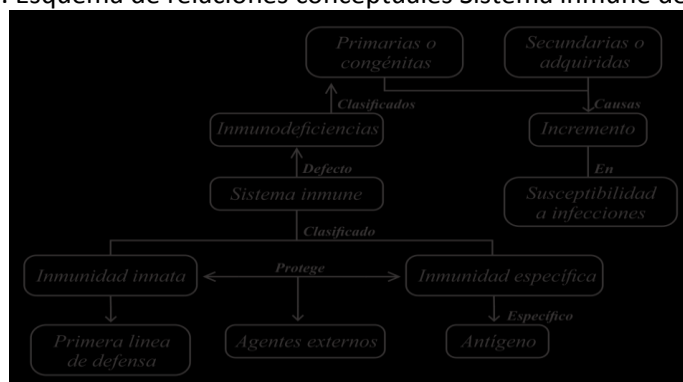 Esquema de relaciones conceptuales Sistema inmune de
Primarias o
congénitas
Secundarias o
adquiridas
Clasificados
Causas
Inmunodeficiencias
Incremento
Defecto
En
Sistema inmune
Susceptibilidad
a infecciones
Clasificado
Inmunidad innata
Protege
Inmunidad específica
Específico
Primera linea
de defensa
Agentes externos
Antígeno